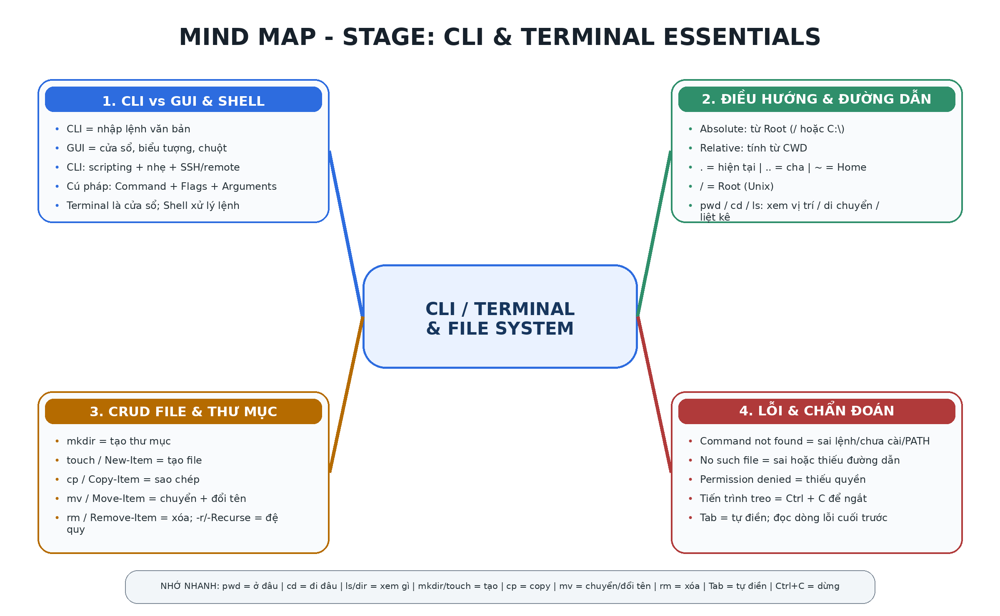 MIND MAP - STAGE: CLI & TERMINAL ESSENTIALS
1. CLI vs GUI & SHELL
• CLI = nhập lệnh văn bản
• GUI = cửa sổ, biểu tượng, chuột
• CLI: scripting + nhẹ + SSH/remote
• Cú pháp: Command + Flags + Arguments
• Terminal là cửa sổ; Shell xử lý lệnh
2. ĐIỀU HƯỚNG & ĐƯỜNG DẪN
• Absolute: từ Root (/ hoặc C:\)
• Relative: tính từ CWD
• . = hiện tại | .. = cha | ~ = Home
• / = Root (Unix)
• pwd / cd / ls: xem vị trí / di chuyển /
liệt kê
CLI / TERMINAL
& FILE SYSTEM
3. CRUD FILE & THƯ MỤC
• mkdir = tạo thư mục
• touch / New-Item = tạo file
• cp / Copy-Item = sao chép
• mv / Move-Item = chuyển + đổi tên
• rm / Remove-Item = xóa; -r/-Recurse = đệ
quy
4. LỖI & CHẨN ĐOÁN
• Command not found = sai lệnh/chưa cài/PATH
• No such file = sai hoặc thiếu đường dẫn
• Permission denied = thiếu quyền
• Tiến trình treo = Ctrl + C để ngắt
• Tab = tự điền; đọc dòng lỗi cuối trước
NHỚ NHANH: pwd = ở đâu | cd = đi đâu | ls/dir = xem gì | mkdir/touch = tạo | cp = copy | mv = chuyển/đổi tên | rm = xóa | Tab = tự điền | Ctrl+C = dừng